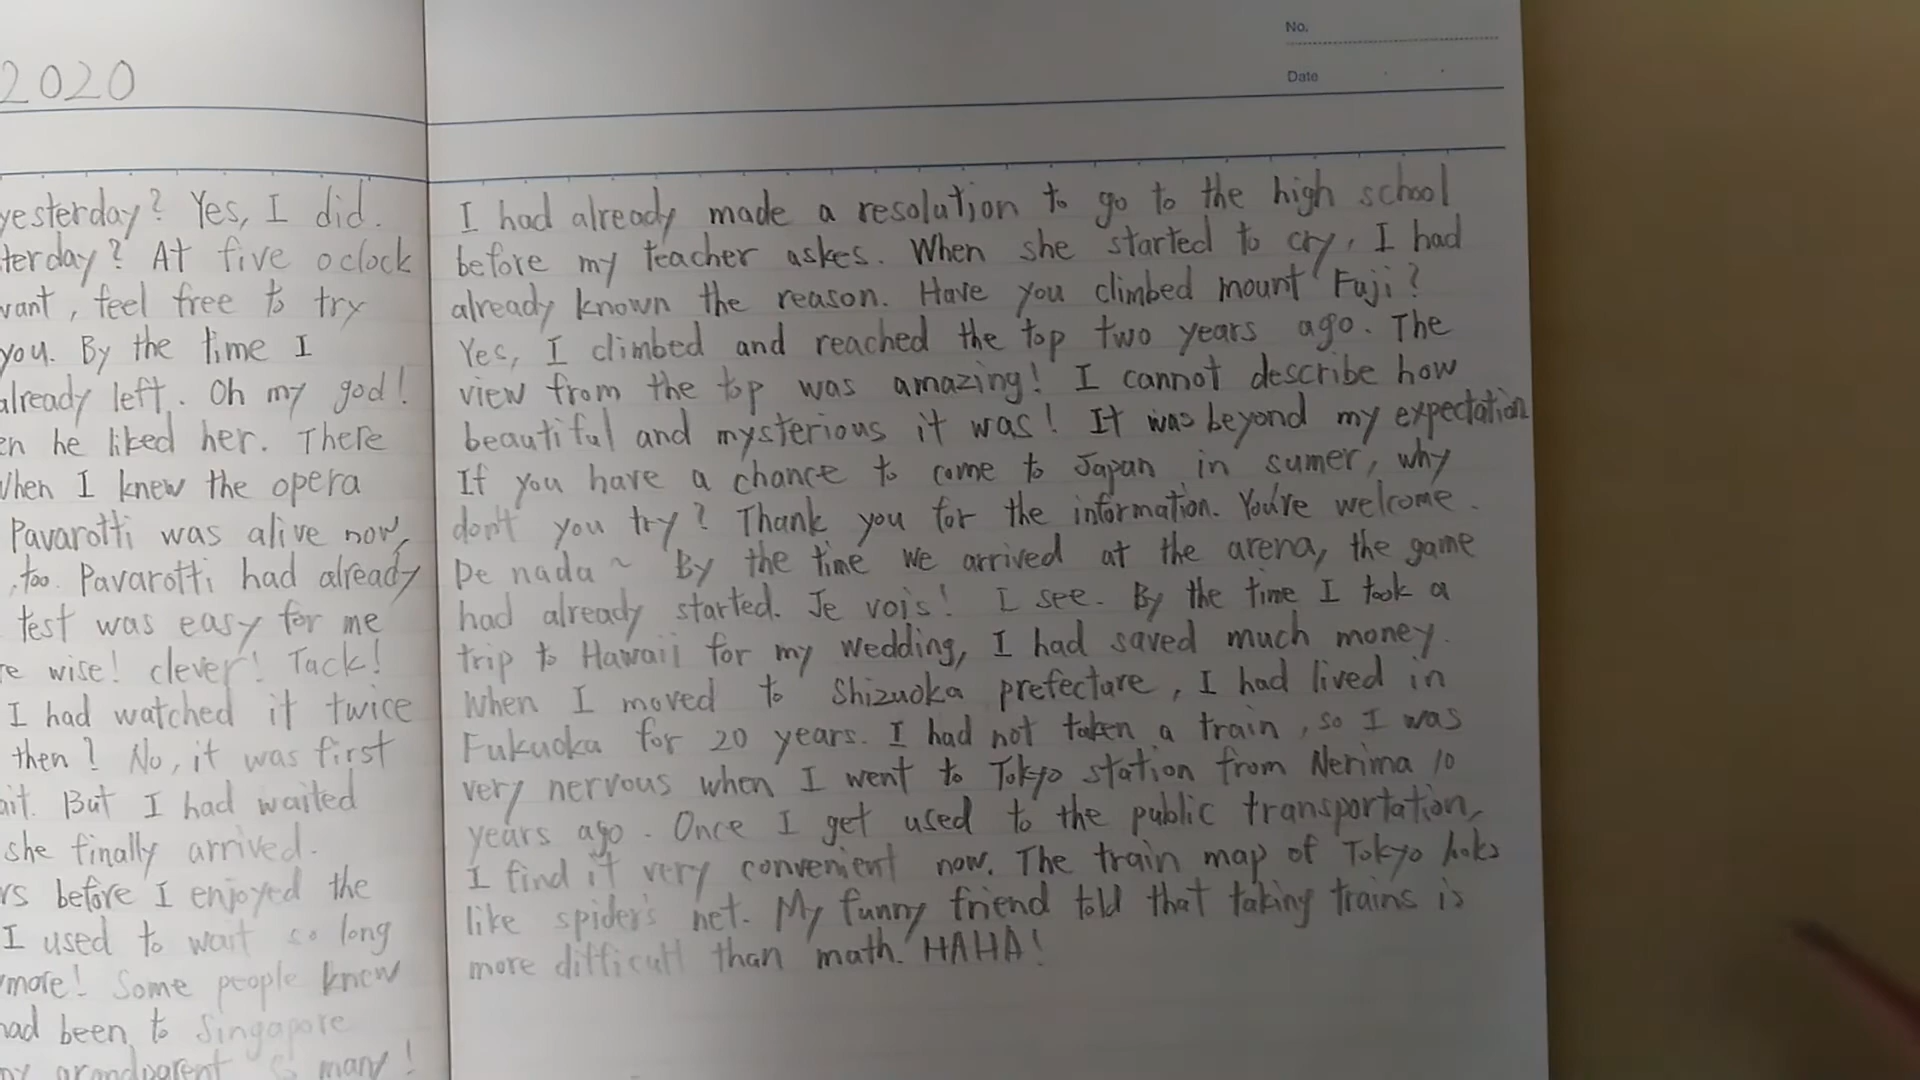 2020
yesterday? Yes, I did.
terday? At five oclock
want, feel free to try
you. By the time I
already left. Oh my god!
en he liked her. There
When I knew the opera
Pavarotti was alive now,
, too. Pavarotti had already
test was easy for me
re wise! clever! Tack!
I had watched it twice
then? No, it was first
ait. But I had waited
she finally arrived.
rs before I enjoyed the
I used to wait so long
more! Some people knew
had been to Singapore
my grandparent s many!
No.
Date
I had already made a resolution to go to the high school
before my teacher askes. When she started to cry, I had
already known the reason. Have you climbed mount Fuji?
Yes, I climbed and reached the top two years ago. The
view from the top was amazing! I cannot describe how
beautiful and mysterious it was! It was beyond my expectation
If you have a chance to come to Japan in sumer, why
don't you try? Thank you for the information. You're welcome.
De nada ~ By the time we arrived at the arena, the game
had already started. Je vois! I see. By the time I took a
trip to Hawaii for my wedding, I had saved much money.
When I moved to Shizuoka prefecture, I had lived in
Fukuoka for 20 years. I had not taken a train, so I was
very nervous when I went to Tokyo station from Nerima 10
years ago. Once I get used to the public transportation,
I find it very convenient now. The train map of Tokyo looks
like spider's net. My funny friend told that taking trains is
more difficult than math. HAHA!